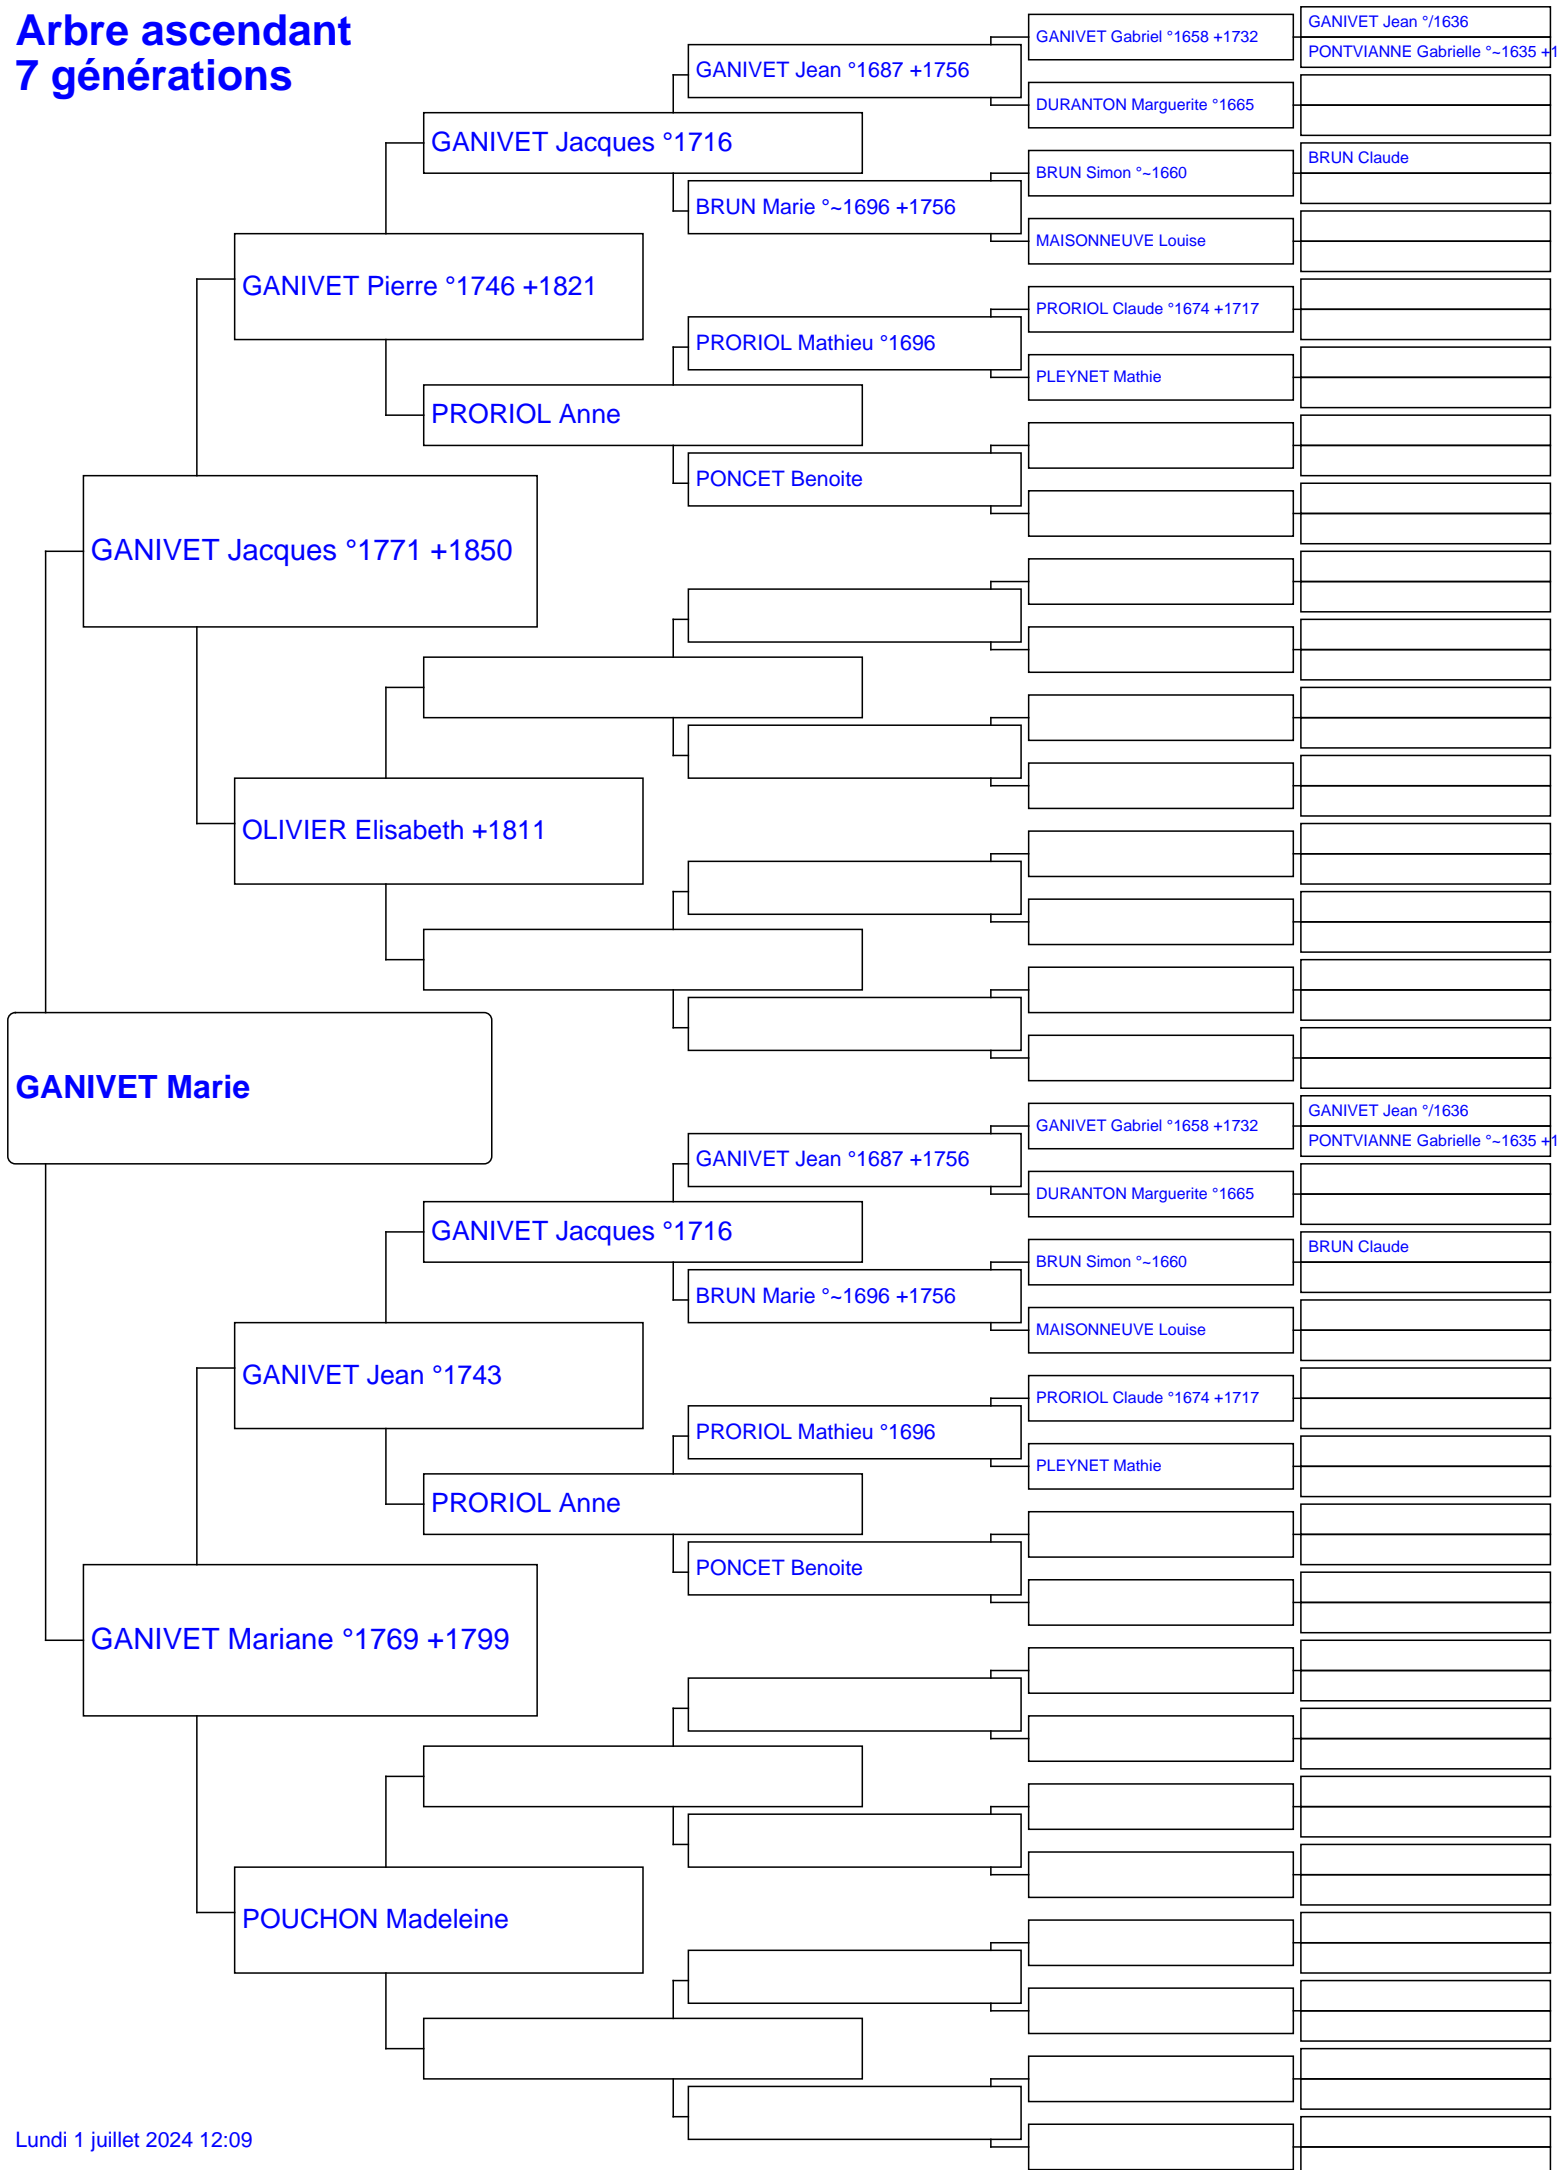 Arbre ascendant
7 générations
GANIVET Jean °/1636
GANIVET Gabriel °1658 +1732
PONTVIANNE Gabrielle °~1635 +1
GANIVET Jean °1687 +1756
DURANTON Marguerite °1665
GANIVET Jacques °1716
BRUN Claude
BRUN Simon °~1660
BRUN Marie °~1696 +1756
MAISONNEUVE Louise
GANIVET Pierre °1746 +1821
PRORIOL Claude °1674 +1717
PRORIOL Mathieu °1696
PLEYNET Mathie
PRORIOL Anne
PONCET Benoite
GANIVET Jacques °1771 +1850
OLIVIER Elisabeth +1811
GANIVET Marie
GANIVET Jean °/1636
GANIVET Gabriel °1658 +1732
PONTVIANNE Gabrielle °~1635 +1
GANIVET Jean °1687 +1756
DURANTON Marguerite °1665
GANIVET Jacques °1716
BRUN Claude
BRUN Simon °~1660
BRUN Marie °~1696 +1756
MAISONNEUVE Louise
GANIVET Jean °1743
PRORIOL Claude °1674 +1717
PRORIOL Mathieu °1696
PLEYNET Mathie
PRORIOL Anne
PONCET Benoite
GANIVET Mariane °1769 +1799
POUCHON Madeleine
Lundi 1 juillet 2024 12:09